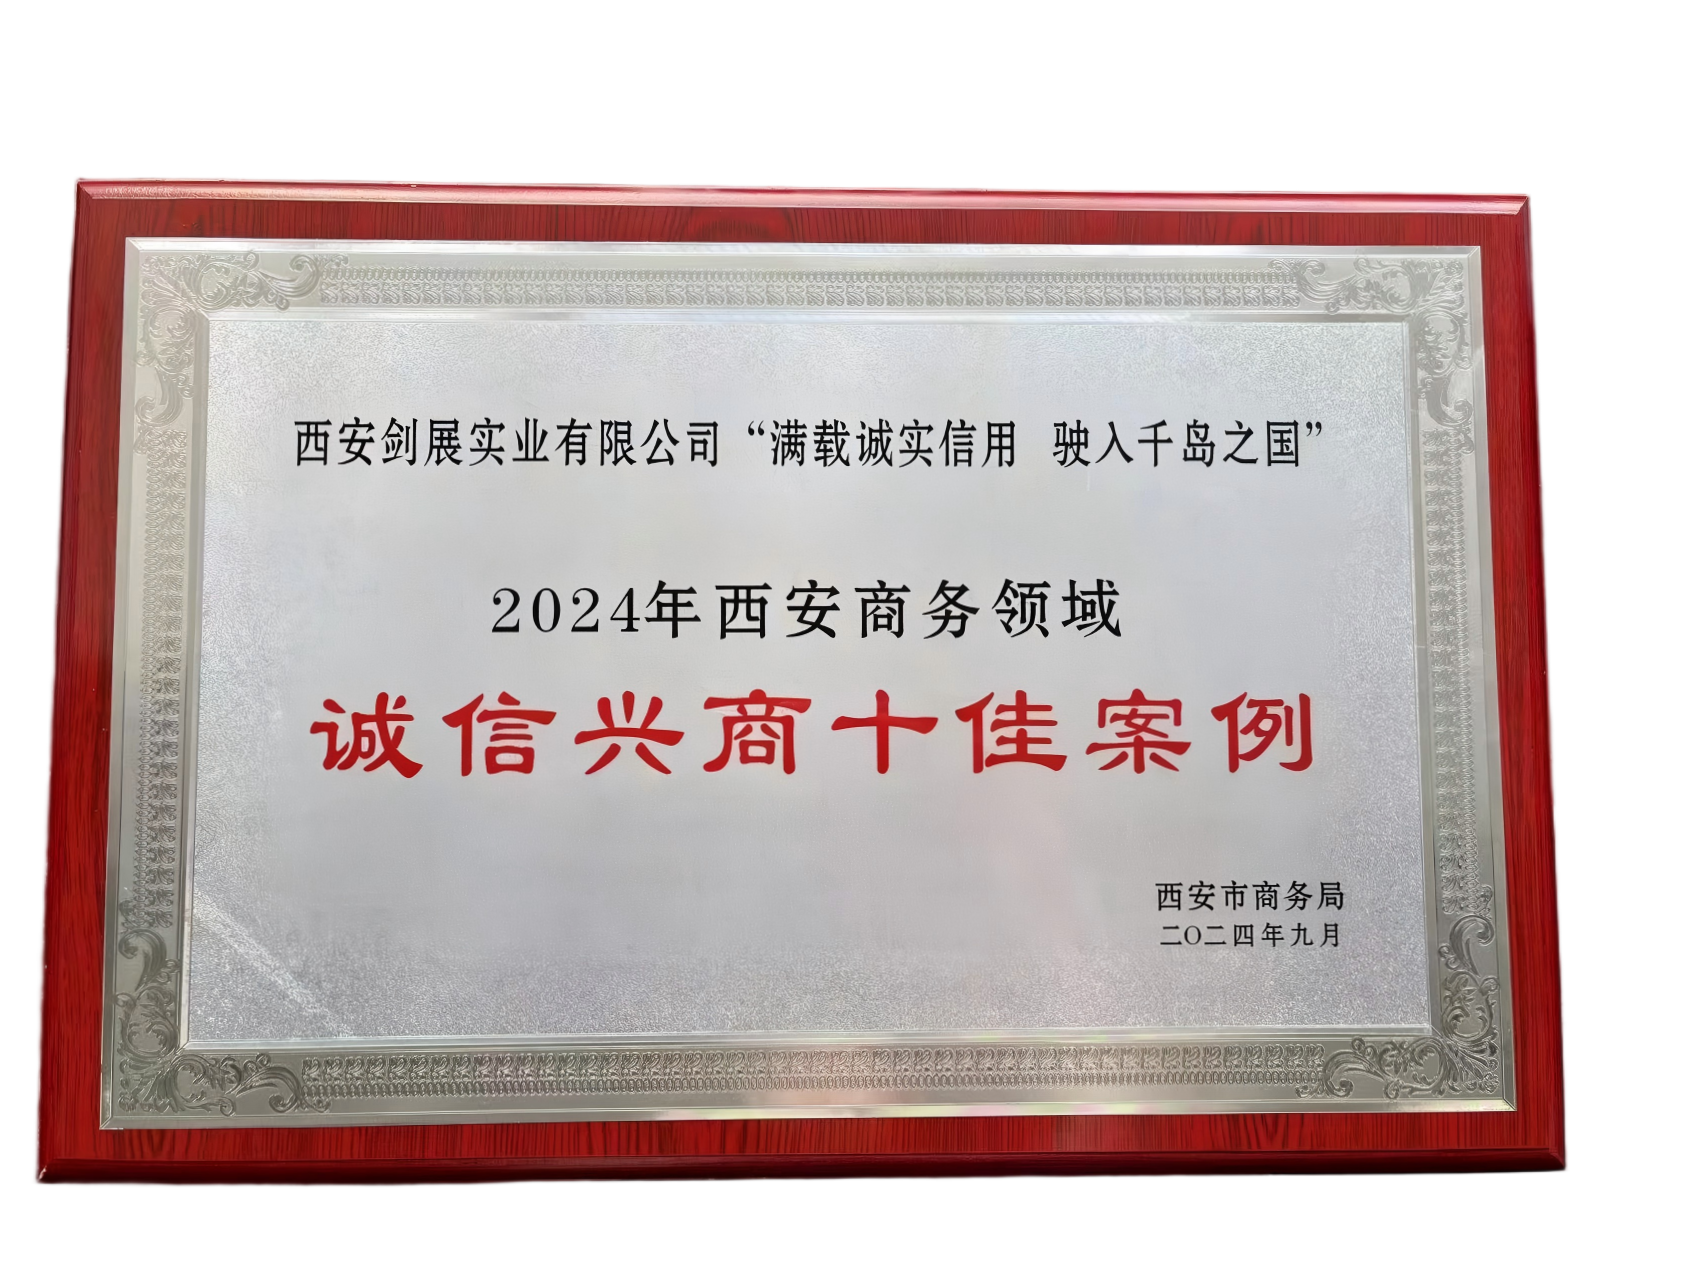 西安剑展实业有限公司“满载诚实信用 驶入千岛之国”
2024年西安商务领域
诚信兴商十佳案例
西安市商务局
二〇二四年九月